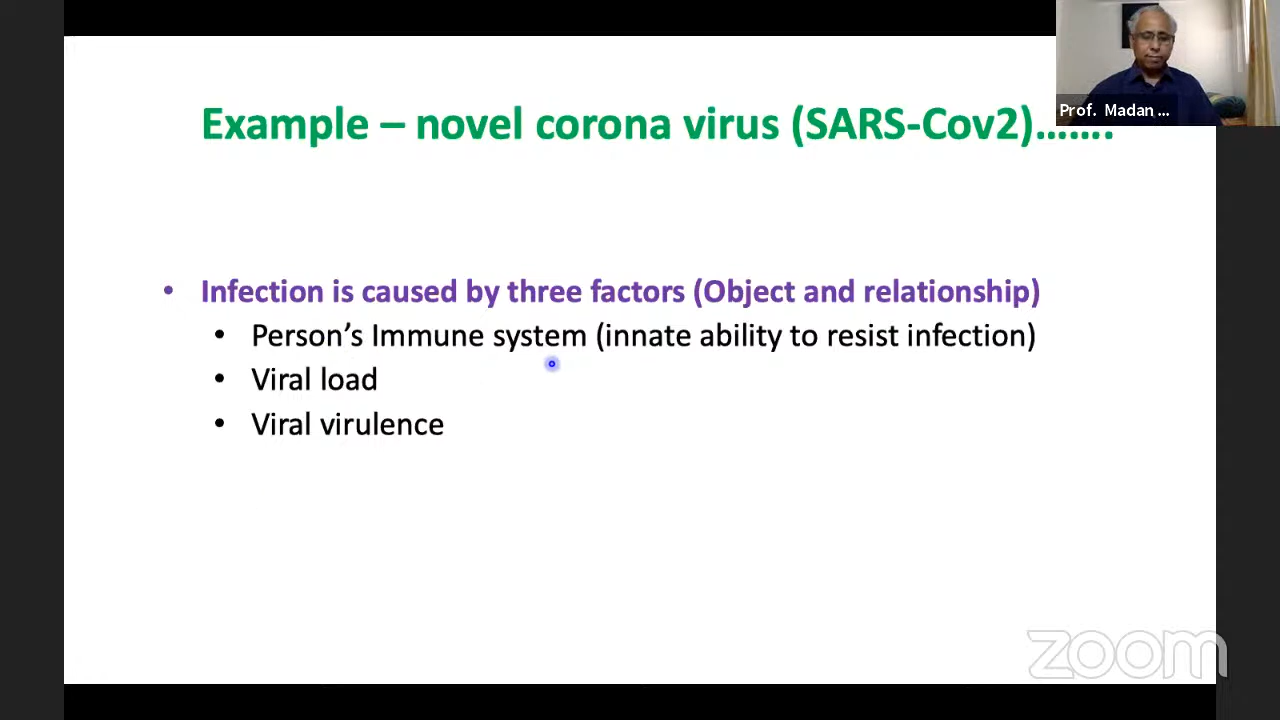 Example – novel corona virus (SARS-Cov2)…….
Prof. Madan ...
• Infection is caused by three factors (Object and relationship)
• Person’s Immune system (innate ability to resist infection)
• Viral load
• Viral virulence
zoom